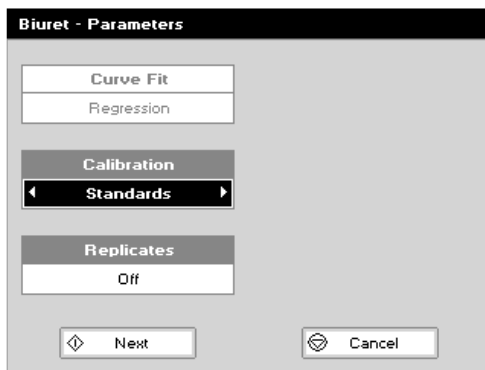 Biuret - Parameters
Curve Fit
Regression
Calibration
Standards
Replicates
Off
Next
Cancel